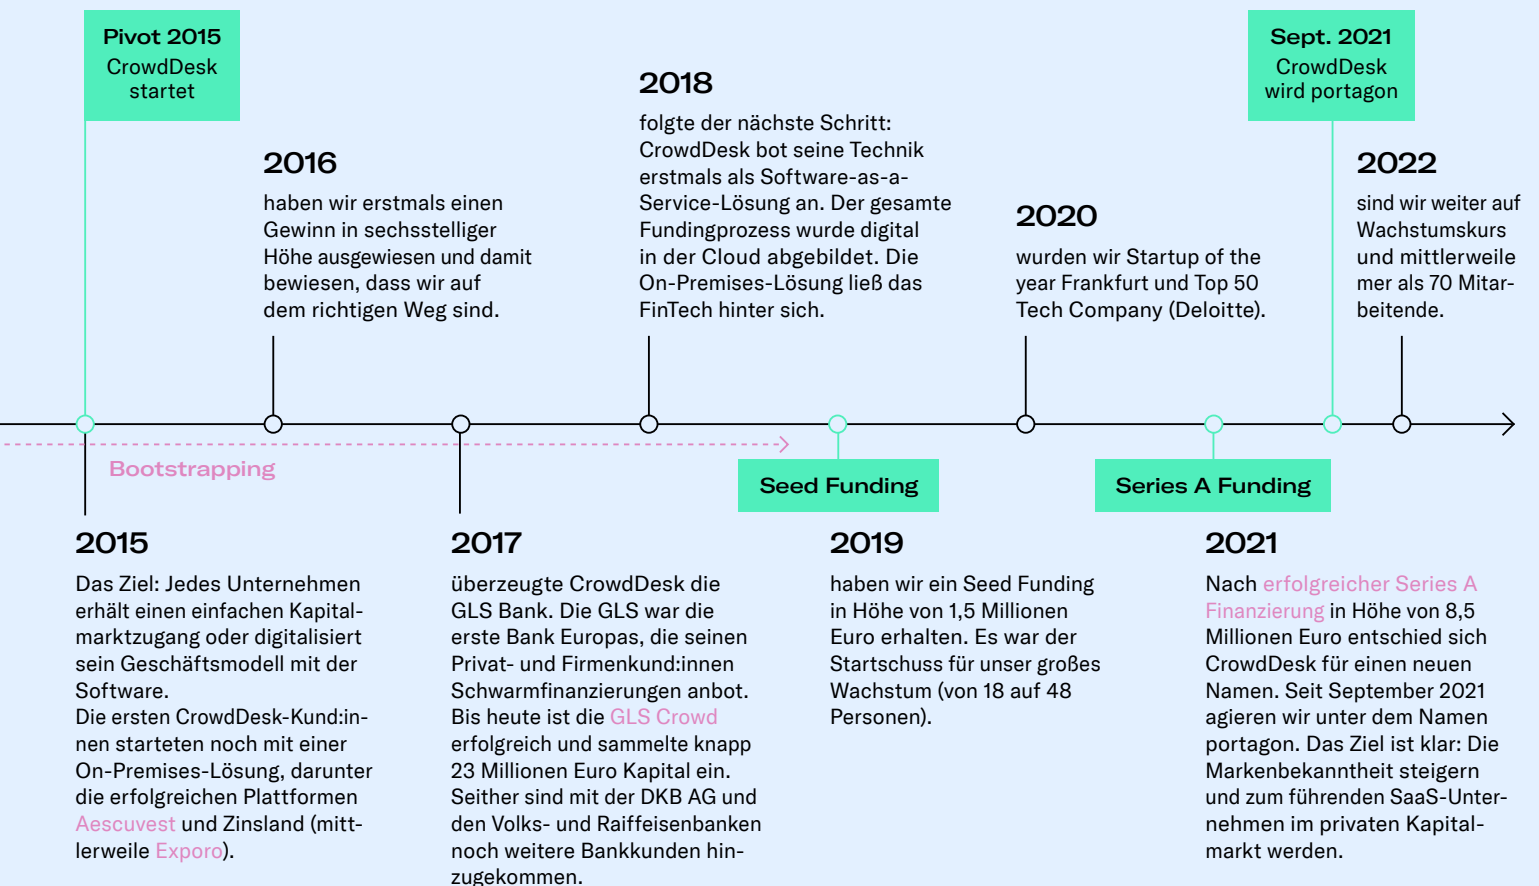 Pivot 2015
CrowdDesk
startet
2016
haben wir erstmals einen
Gewinn in sechsstelliger
Höhe ausgewiesen und damit
bewiesen, dass wir auf
dem richtigen Weg sind.
2018
folgte der nächste Schritt:
CrowdDesk bot seine Technik
erstmals als Software-as-a-
Service-Lösung an. Der gesamte
Fundingprozess wurde digital
in der Cloud abgebildet. Die
On-Premises-Lösung ließ das
FinTech hinter sich.
2020
wurden wir Startup of the
year Frankfurt und Top 50
Tech Company (Deloitte).
Sept. 2021
CrowdDesk
wird portagon
2022
sind wir weiter auf
Wachstumskurs
und mittlerweile
mer als 70 Mitar-
beitende.
Bootstrapping
Seed Funding
Series A Funding
2015
Das Ziel: Jedes Unternehmen
erhält einen einfachen Kapital-
marktzugang oder digitalisiert
sein Geschäftsmodell mit der
Software.
Die ersten CrowdDesk-Kund:in-
nen starteten noch mit einer
On-Premises-Lösung, darunter
die erfolgreichen Plattformen
Aescuvest und Zinsland (mitt-
lerweile Exporo).
2017
überzeugte CrowdDesk die
GLS Bank. Die GLS war die
erste Bank Europas, die seinen
Privat- und Firmenkund:innen
Schwarmfinanzierungen anbot.
Bis heute ist die GLS Crowd
erfolgreich und sammelte knapp
23 Millionen Euro Kapital ein.
Seither sind mit der DKB AG und
den Volks- und Raiffeisenbanken
noch weitere Bankkunden hin-
zugekommen.
2019
haben wir ein Seed Funding
in Höhe von 1,5 Millionen
Euro erhalten. Es war der
Startschuss für unser großes
Wachstum (von 18 auf 48
Personen).
2021
Nach erfolgreicher Series A
Finanzierung in Höhe von 8,5
Millionen Euro entschied sich
CrowdDesk für einen neuen
Namen. Seit September 2021
agieren wir unter dem Namen
portagon. Das Ziel ist klar: Die
Markenbekanntheit steigern
und zum führenden SaaS-Unter-
nehmen im privaten Kapital-
markt werden.